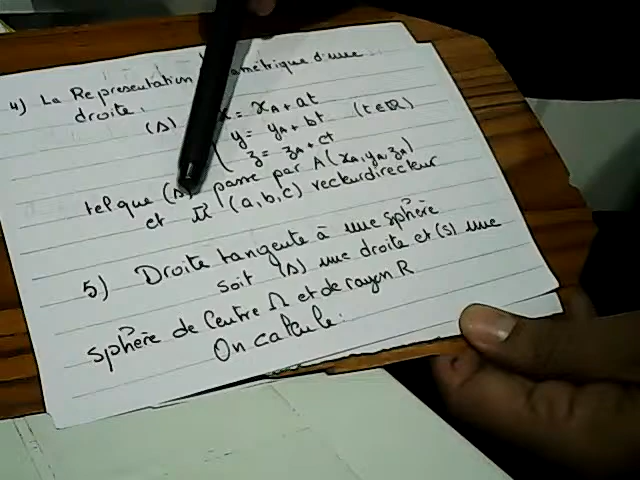 4) La Representation amétrique d'une
droite.
(Δ) x = xA + at
y = yA + bt (t∈ℝ)
z = zA + ct
tel que (Δ) passe par A(xA, yA, zA)
et u⃗ (a, b, c) vecteur directeur
5) Droite tangente à une sphère
soit (Δ) une droite et (S) une
sphère de Centre Ω et de rayon R
On calcule: